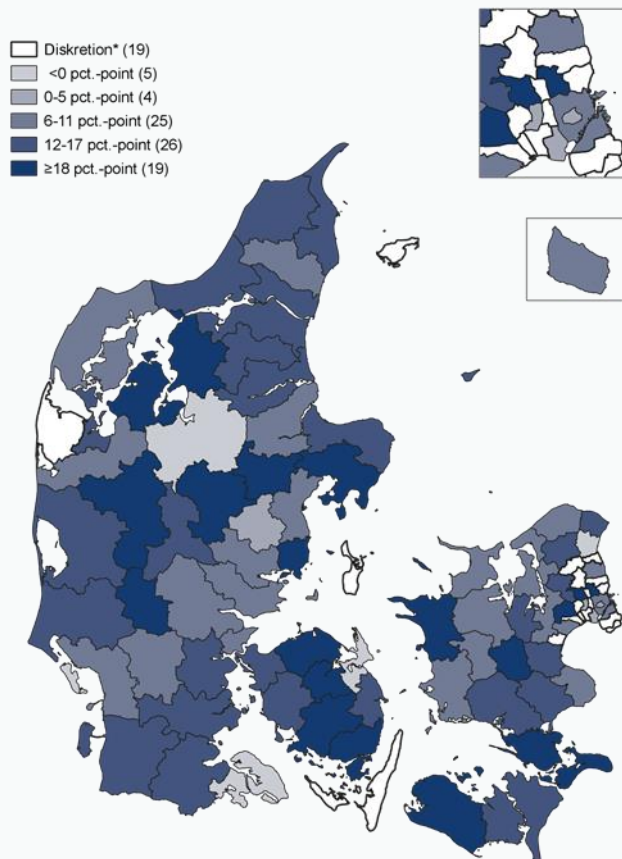 Diskretion* (19)
<0 pct.-point (5)
0-5 pct.-point (4)
6-11 pct.-point (25)
12-17 pct.-point (26)
≥18 pct.-point (19)